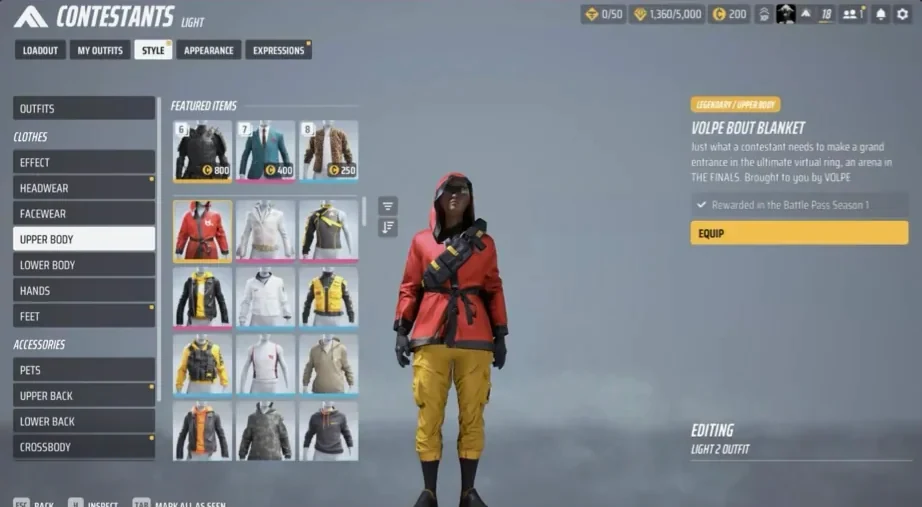 CONTESTANTS LIGHT
0/50 1,360/5,000 200 18 1
LOADOUT MY OUTFITS STYLE APPEARANCE EXPRESSIONS
OUTFITS
CLOTHES
EFFECT
HEADWEAR
FACEWEAR
UPPER BODY
LOWER BODY
HANDS
FEET
ACCESSORIES
PETS
UPPER BACK
LOWER BACK
CROSSBODY
FEATURED ITEMS
6 7 8
800 400 250
LEGENDARY / UPPER BODY
VOLPE BOUT BLANKET
Just what a contestant needs to make a grand
entrance in the ultimate virtual ring, an arena in
THE FINALS. Brought to you by VOLPE
Rewarded in the Battle Pass Season 1
EQUIP
EDITING
LIGHT 2 OUTFIT
ESC BACK INSPECT TAB MARK ALL AS SEEN